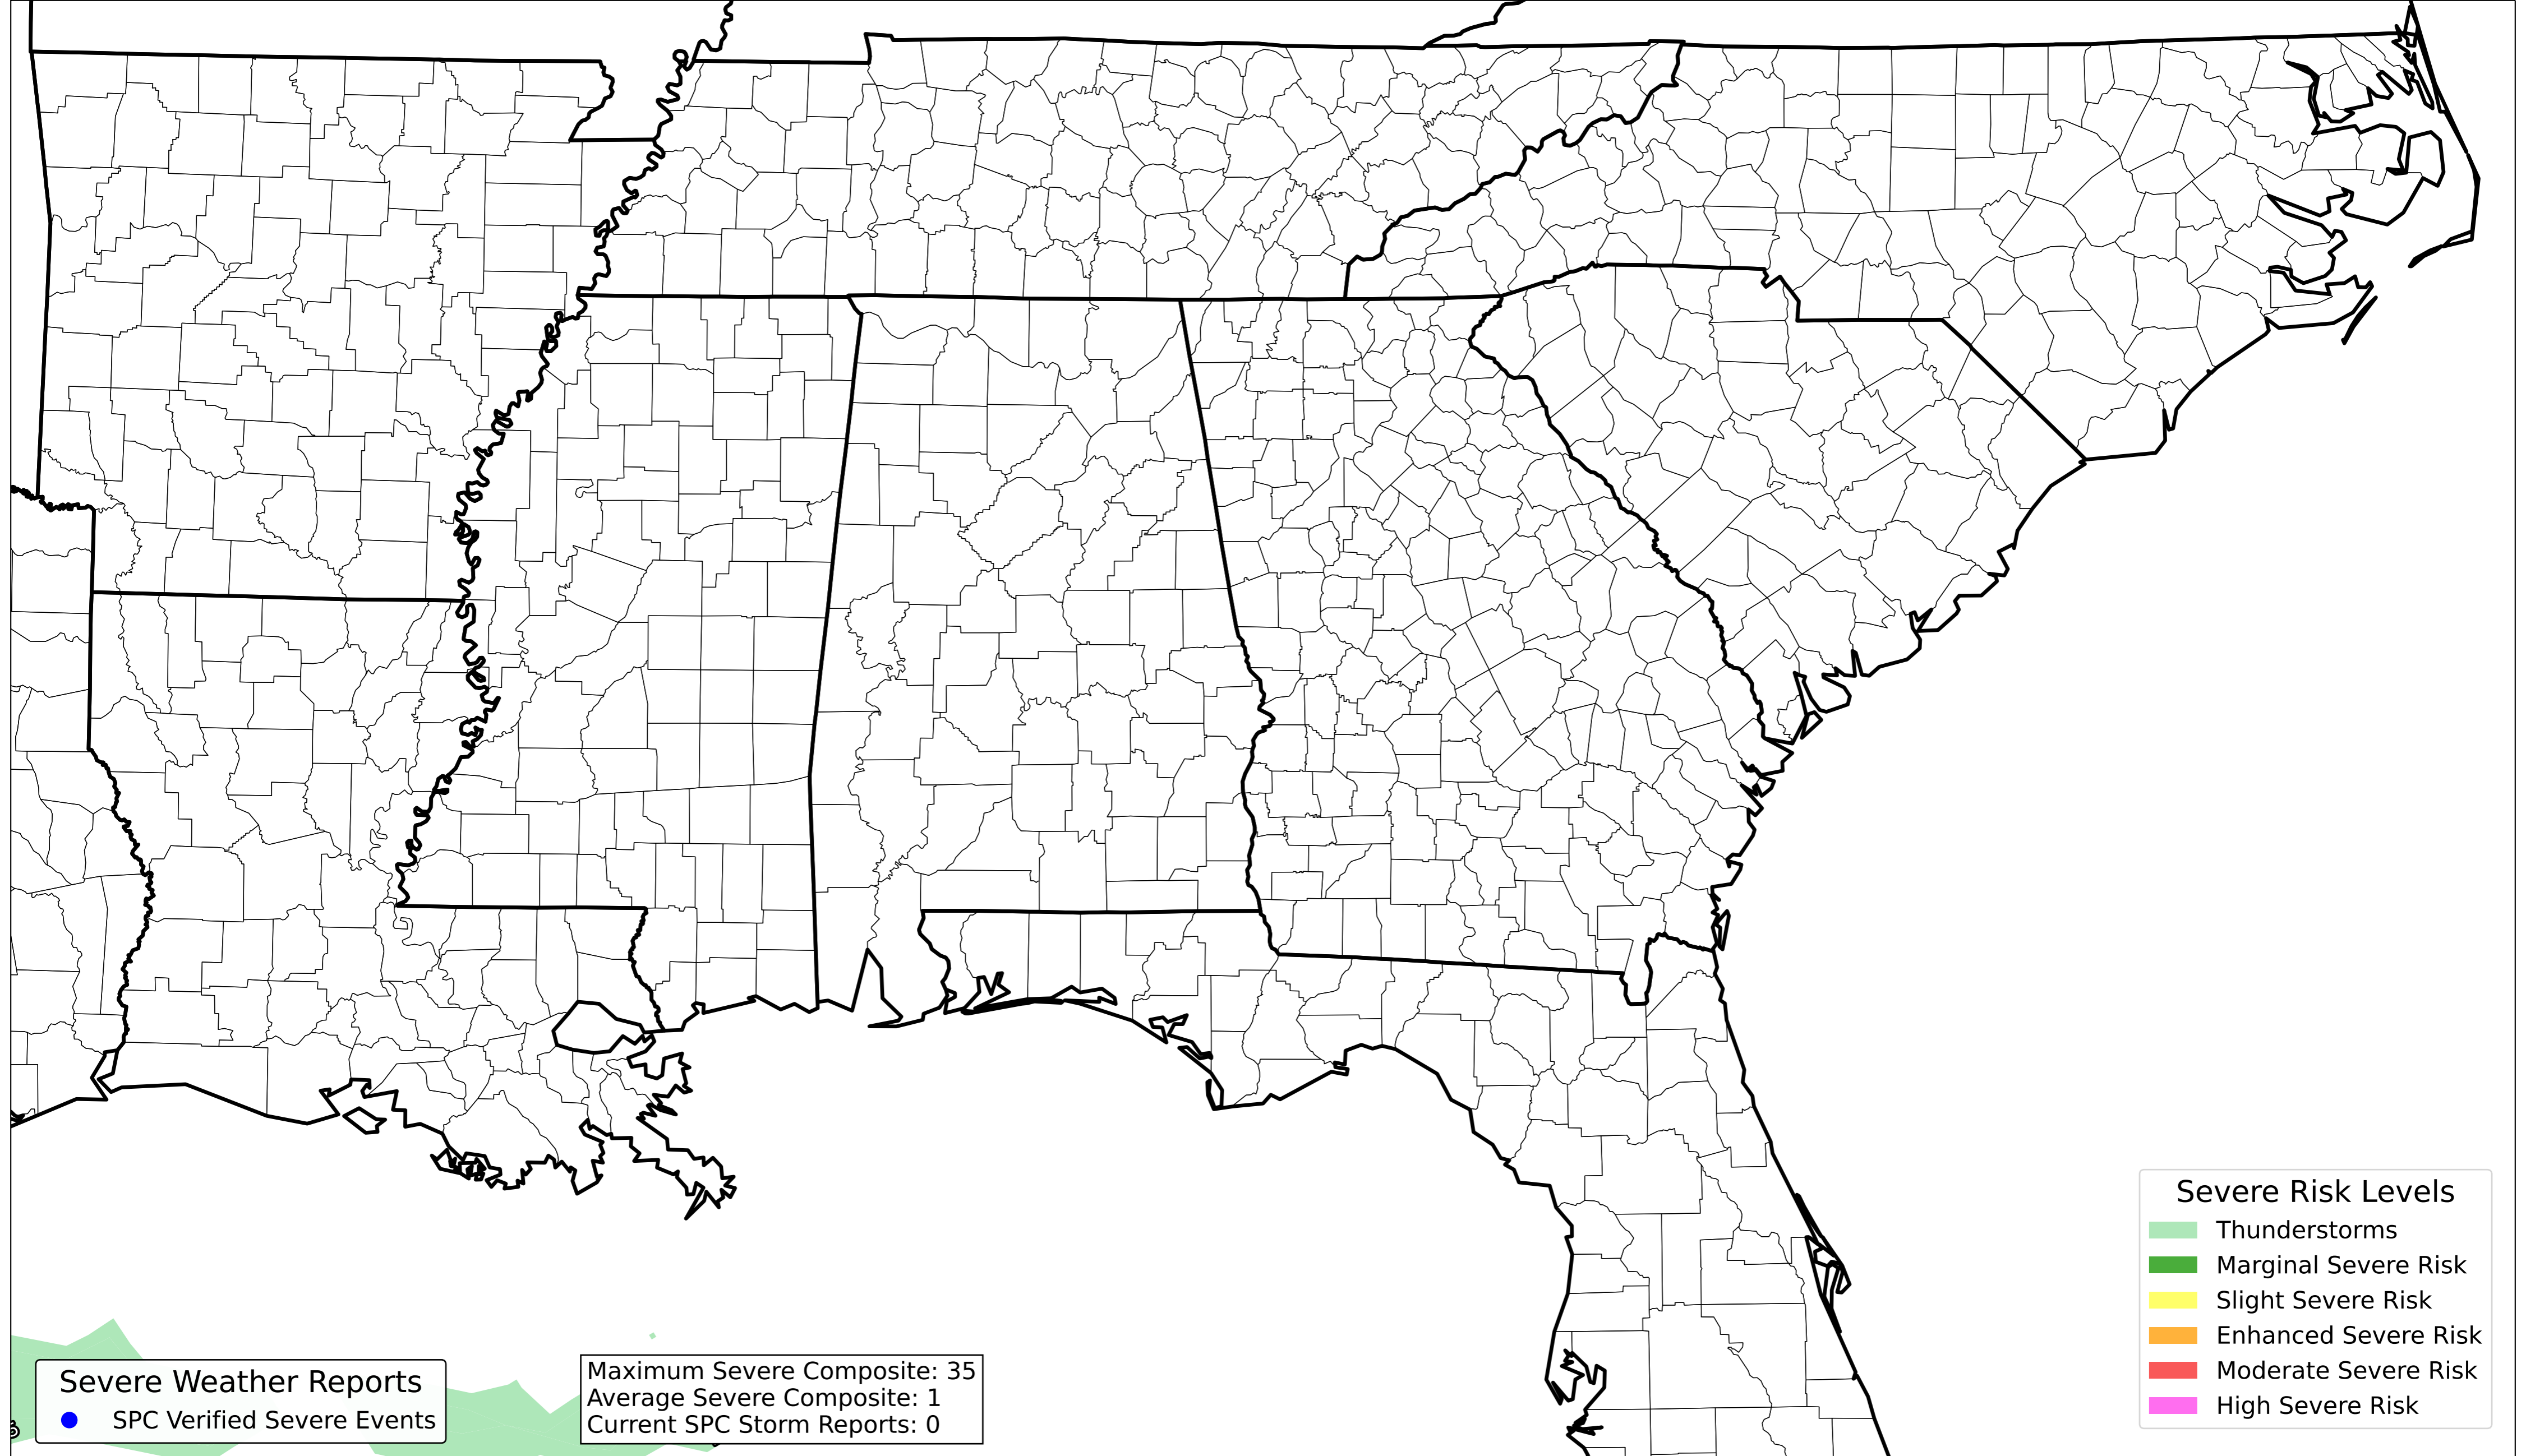 Severe Weather Reports
SPC Verified Severe Events
Maximum Severe Composite: 35
Average Severe Composite: 1
Current SPC Storm Reports: 0
Severe Risk Levels
Thunderstorms
Marginal Severe Risk
Slight Severe Risk
Enhanced Severe Risk
Moderate Severe Risk
High Severe Risk